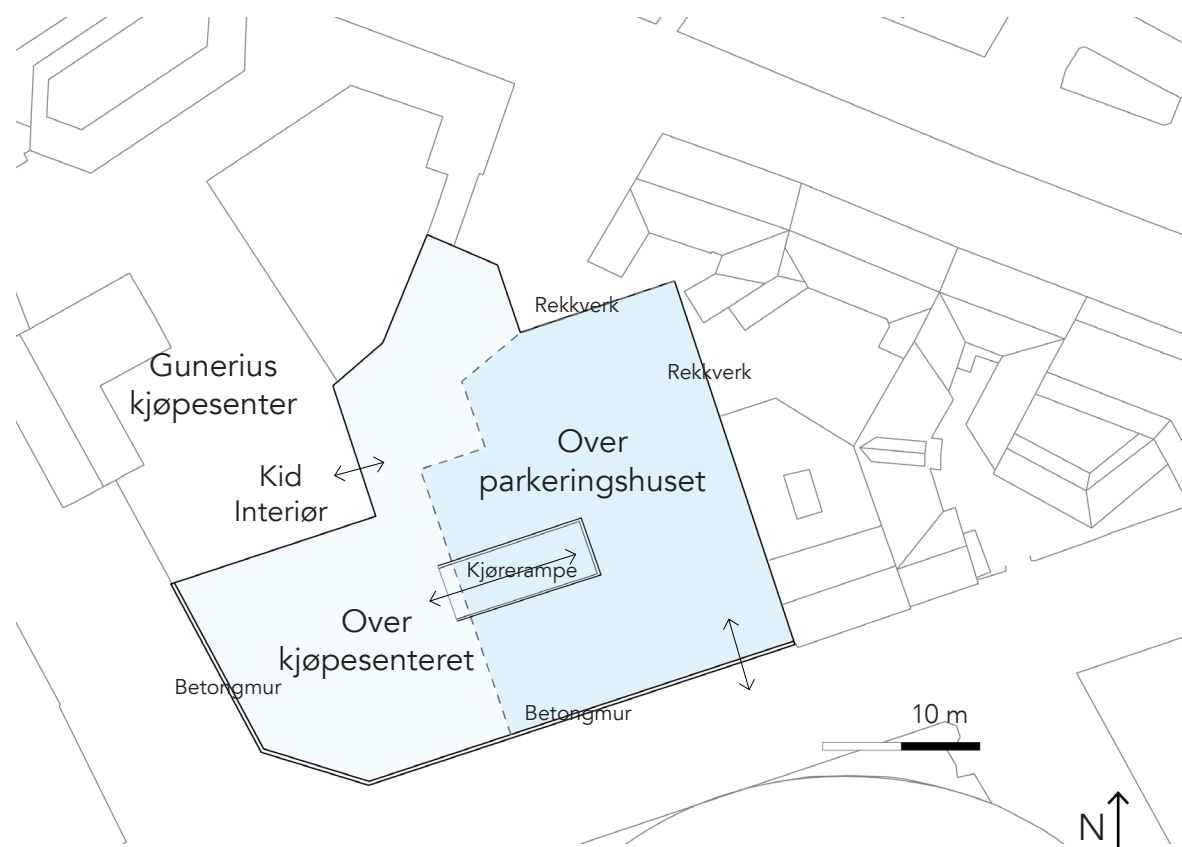 Rekkverk
Gunerius
kjøpesenter
Rekkverk
Over
parkeringshuset
Kid
Interiør
Kjørerampe
Over
kjøpesenteret
Betongmur
Betongmur
10 m
N